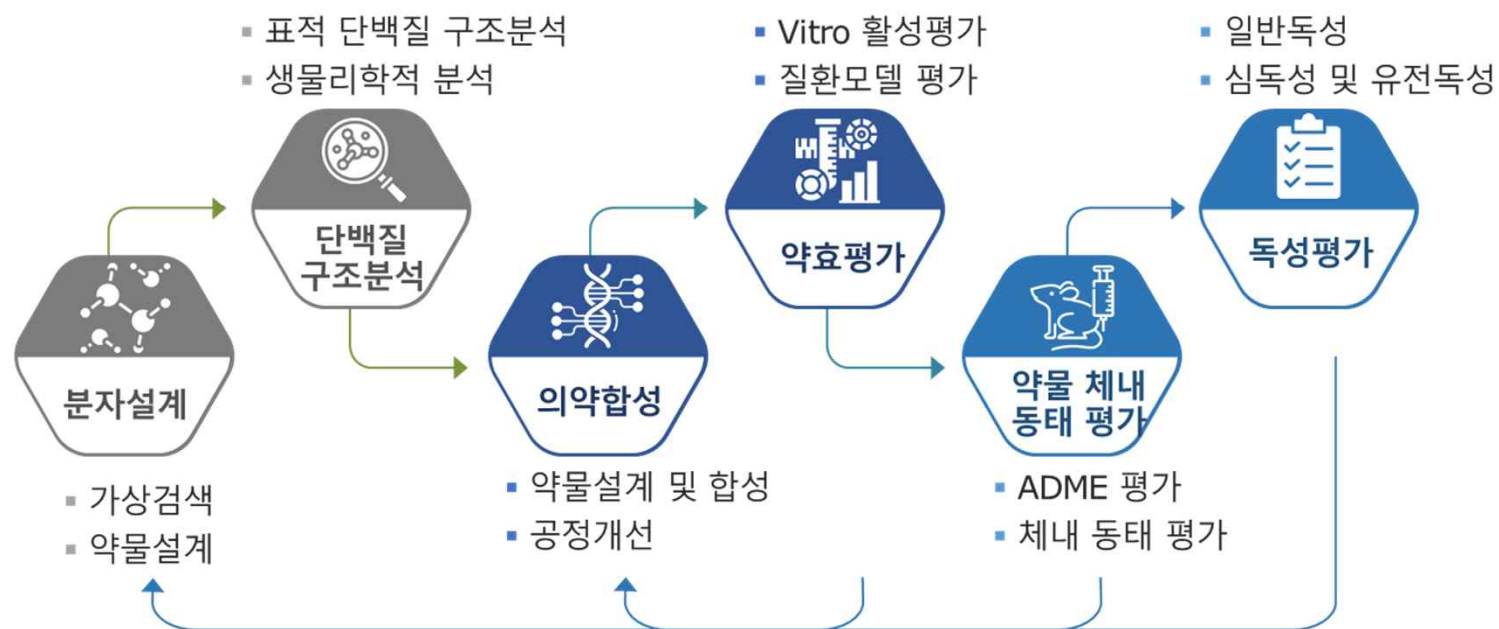 표적 단백질 구조분석
생물리학적 분석
Vitro 활성평가
질환모델 평가
일반독성
심독성 및 유전독성
단백질
구조분석
약효평가
독성평가
분자설계
의약합성
약물 체내
동태 평가
가상검색
약물설계
약물설계 및 합성
공정개선
ADME 평가
체내 동태 평가